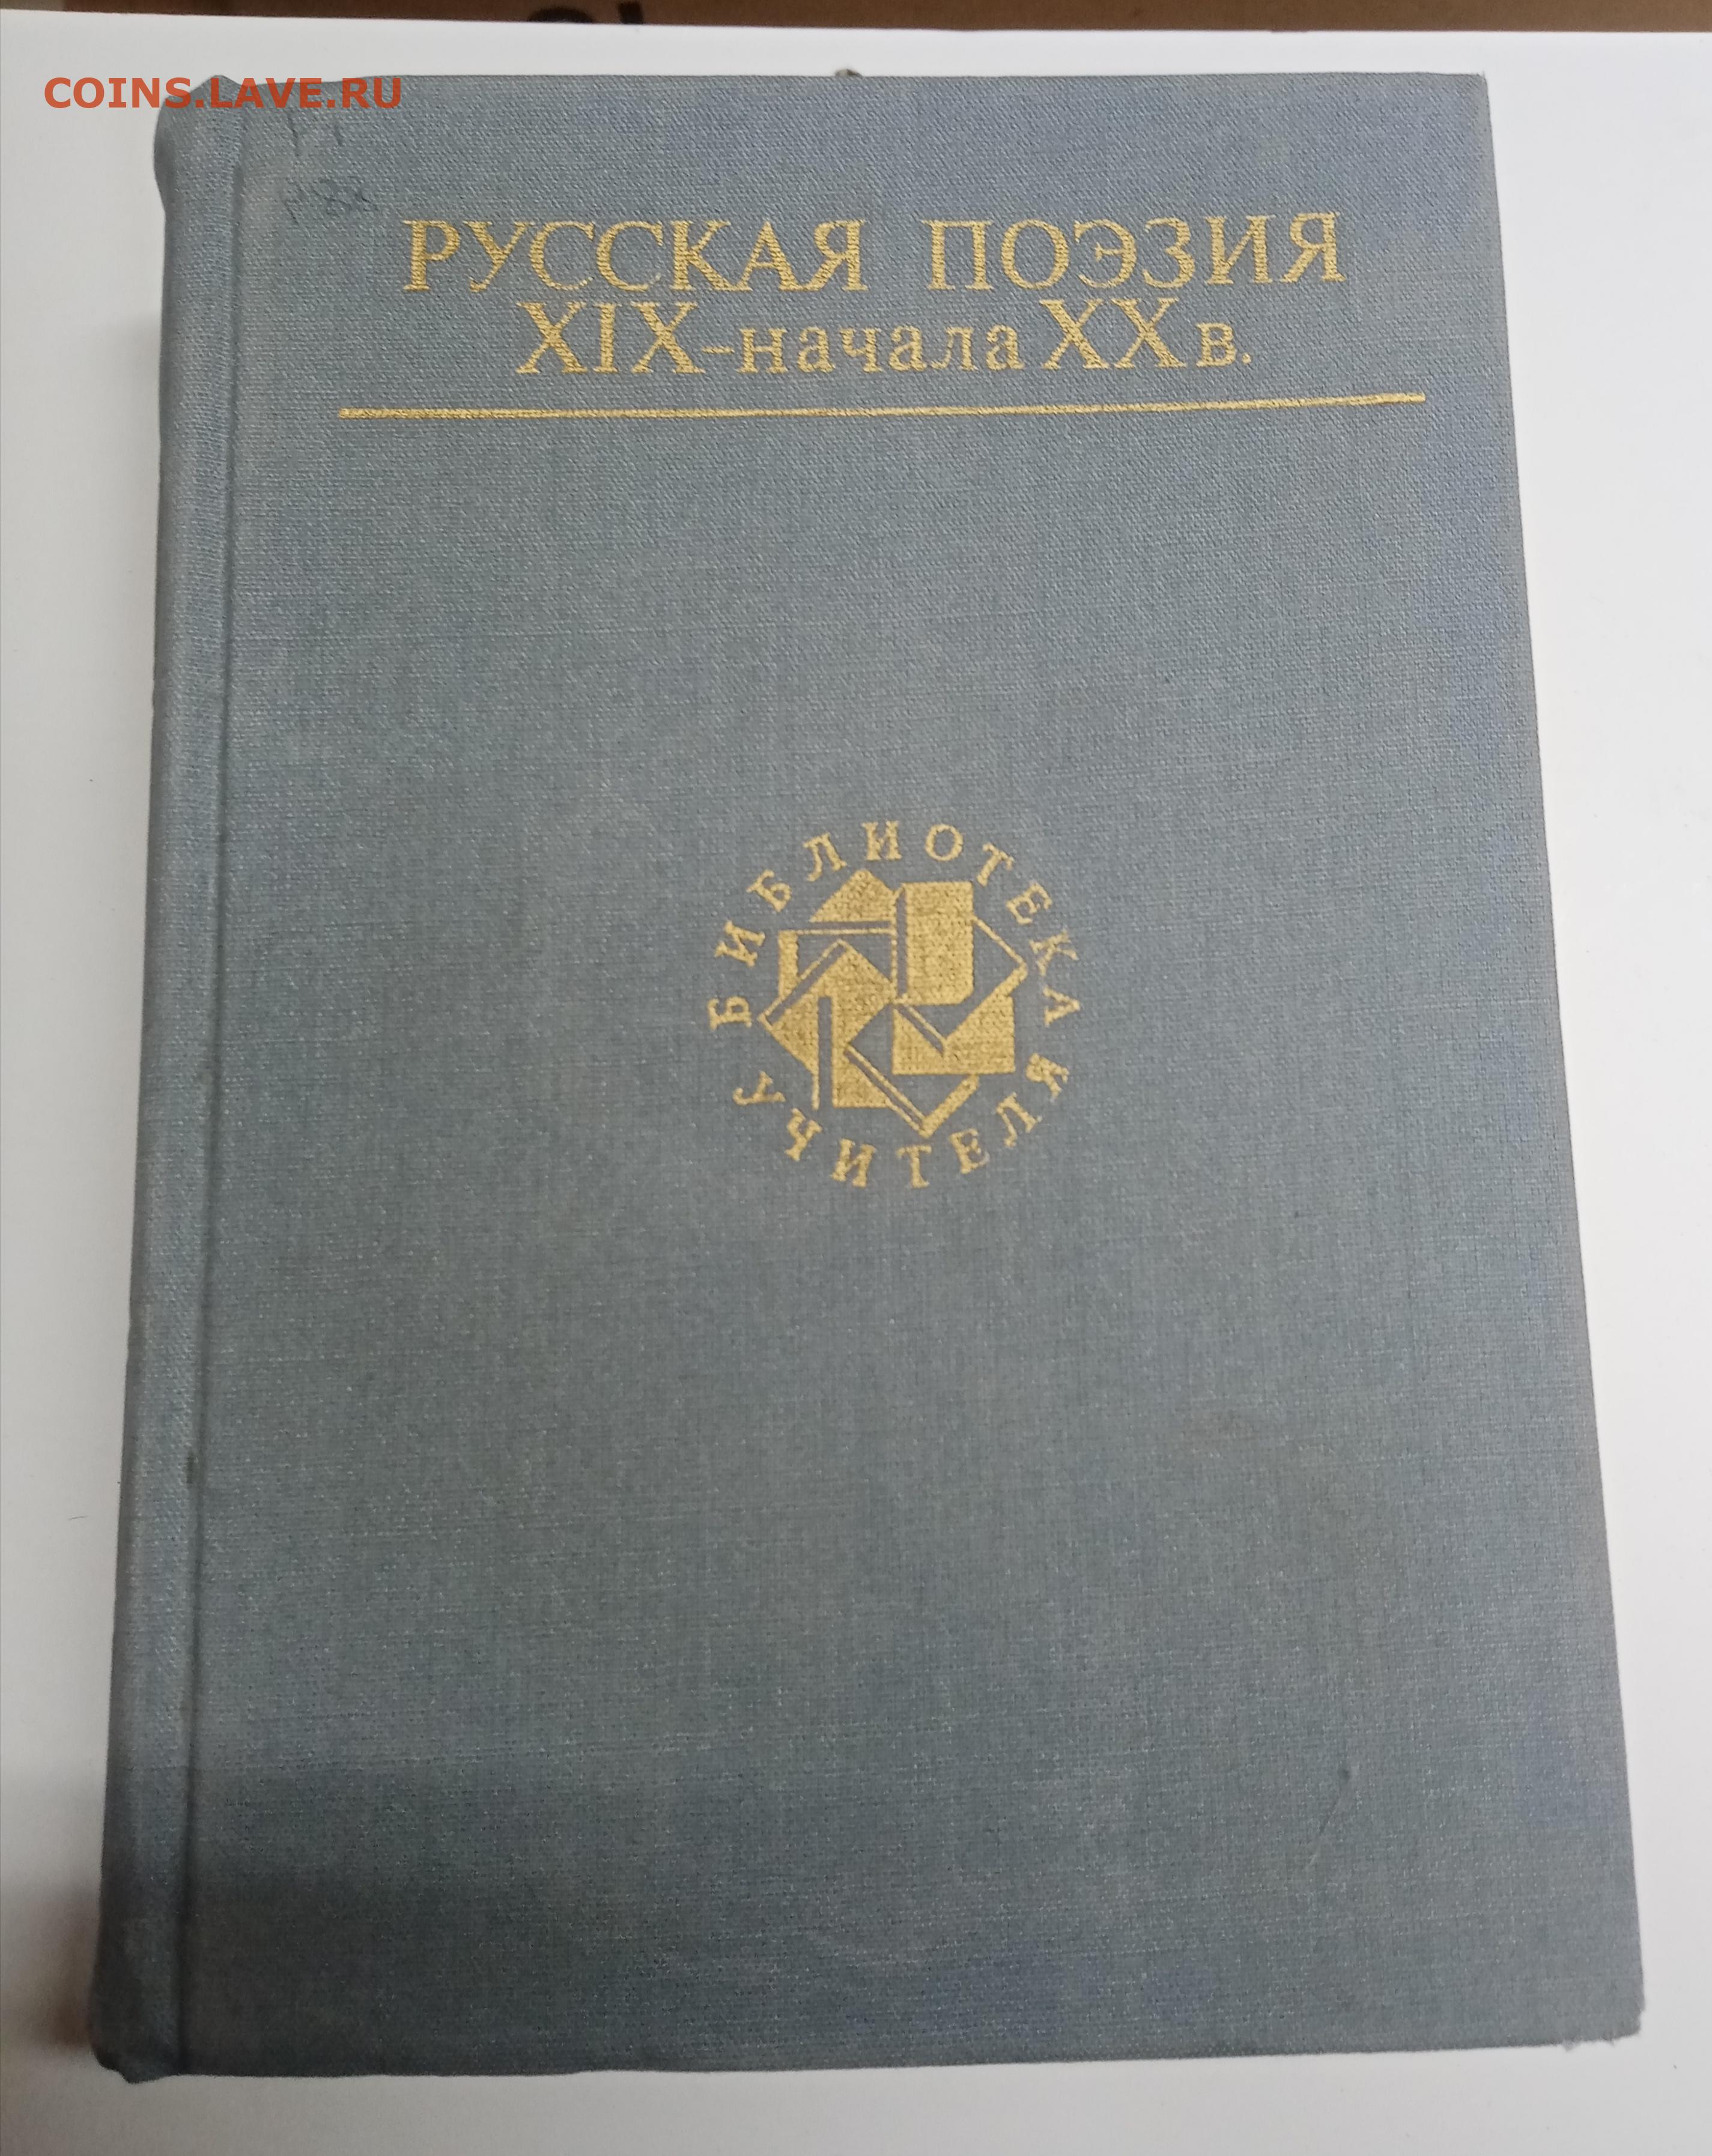 COINS.LAVE.RU
РУССКАЯ ПОЭЗИЯ
XIX-начала XX в.
БИБЛИОТЕКА
УЧИТЕЛЯ